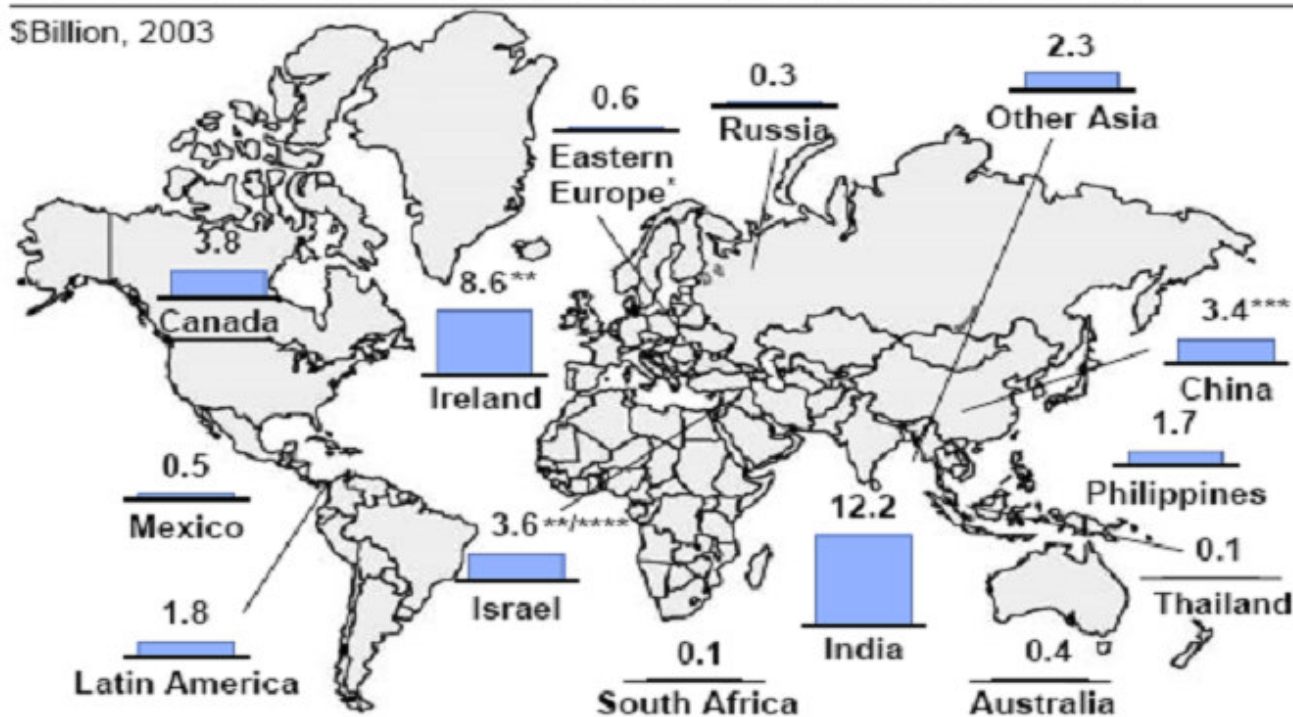 $Billion, 2003
2.3
Other Asia
0.3
Russia
0.6
Eastern
Europe*
3.8
Canada
8.6**
Ireland
3.4***
China
0.5
Mexico
1.7
Philippines
3.6**/****
Israel
12.2
India
0.1
Thailand
1.8
Latin America
0.1
South Africa
0.4
Australia